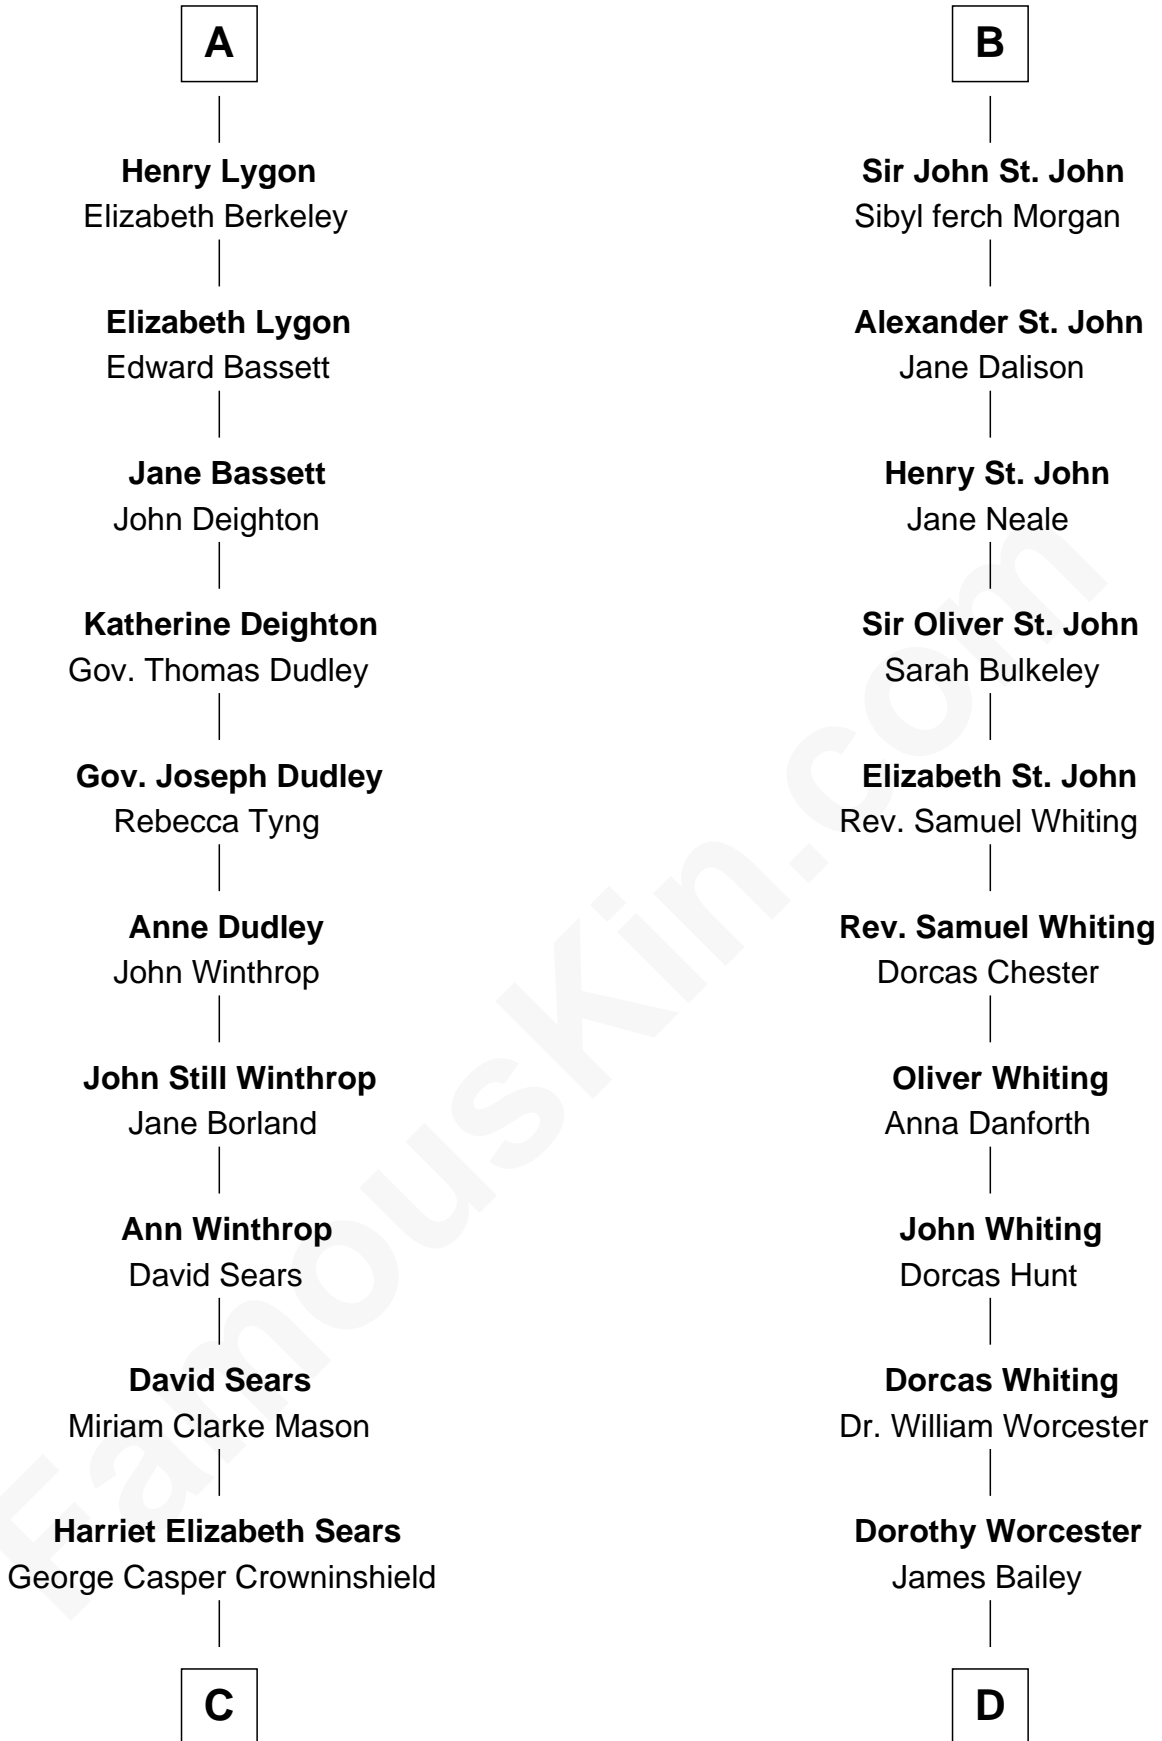 A
Henry Lygon
Elizabeth Berkeley
Elizabeth Lygon
Edward Bassett
Jane Bassett
John Deighton
Katherine Deighton
Gov. Thomas Dudley
Gov. Joseph Dudley
Rebecca Tyng
Anne Dudley
John Winthrop
John Still Winthrop
Jane Borland
Ann Winthrop
David Sears
David Sears
Miriam Clarke Mason
Harriet Elizabeth Sears
George Casper Crowninshield
C
B
Sir John St. John
Sibyl ferch Morgan
Alexander St. John
Jane Dalison
Henry St. John
Jane Neale
Sir Oliver St. John
Sarah Bulkeley
Elizabeth St. John
Rev. Samuel Whiting
Rev. Samuel Whiting
Dorcas Chester
Oliver Whiting
Anna Danforth
John Whiting
Dorcas Hunt
Dorcas Whiting
Dr. William Worcester
Dorothy Worcester
James Bailey
D
FamousKin.com